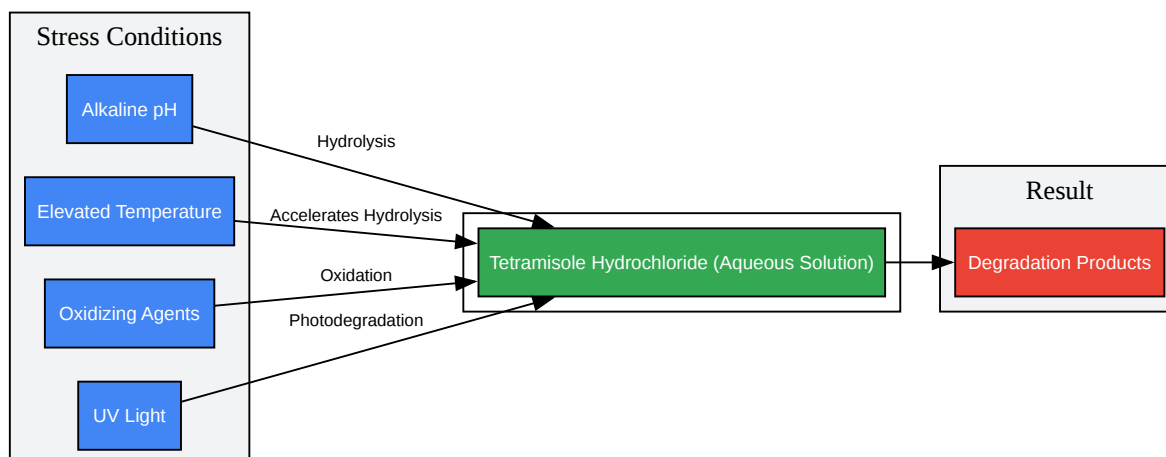 Stress Conditions
Alkaline pH
Elevated Temperature
Oxidizing Agents
UV Light
Hydrolysis
Accelerates Hydrolysis
Oxidation
Photodegradation
Tetramisole Hydrochloride (Aqueous Solution)
Result
Degradation Products